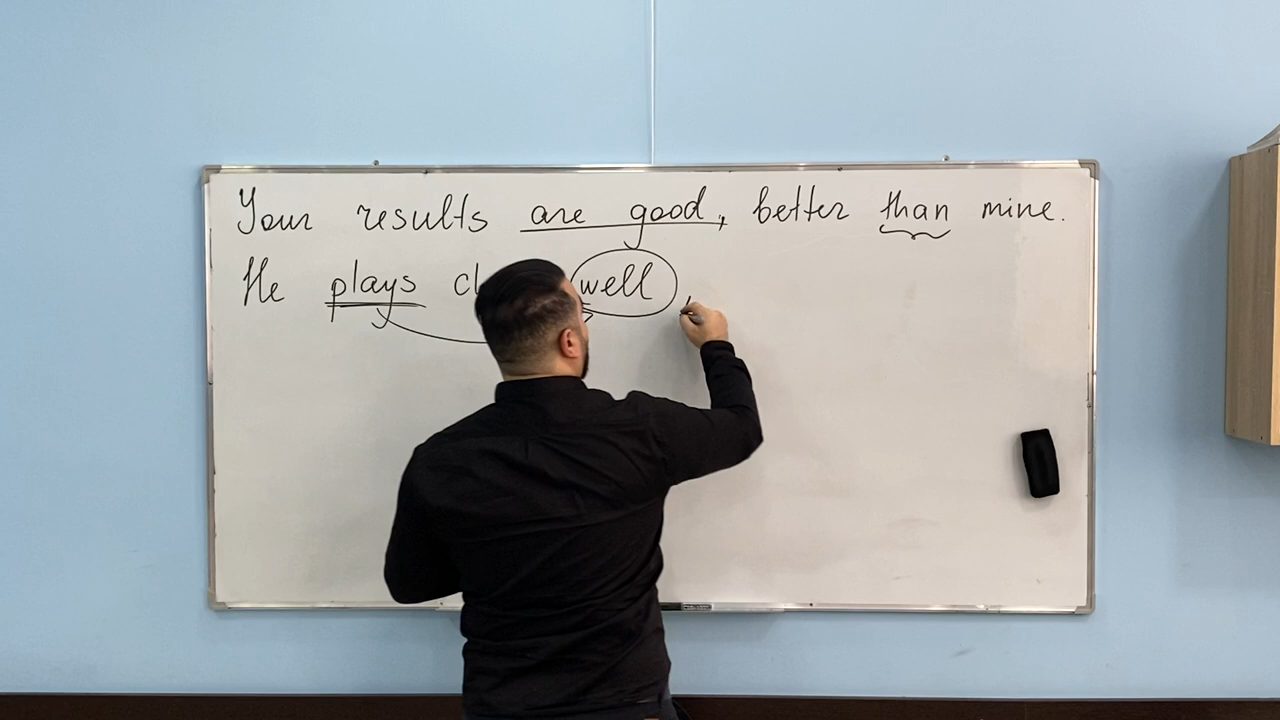 Your results are good, better than mine.
He plays well,